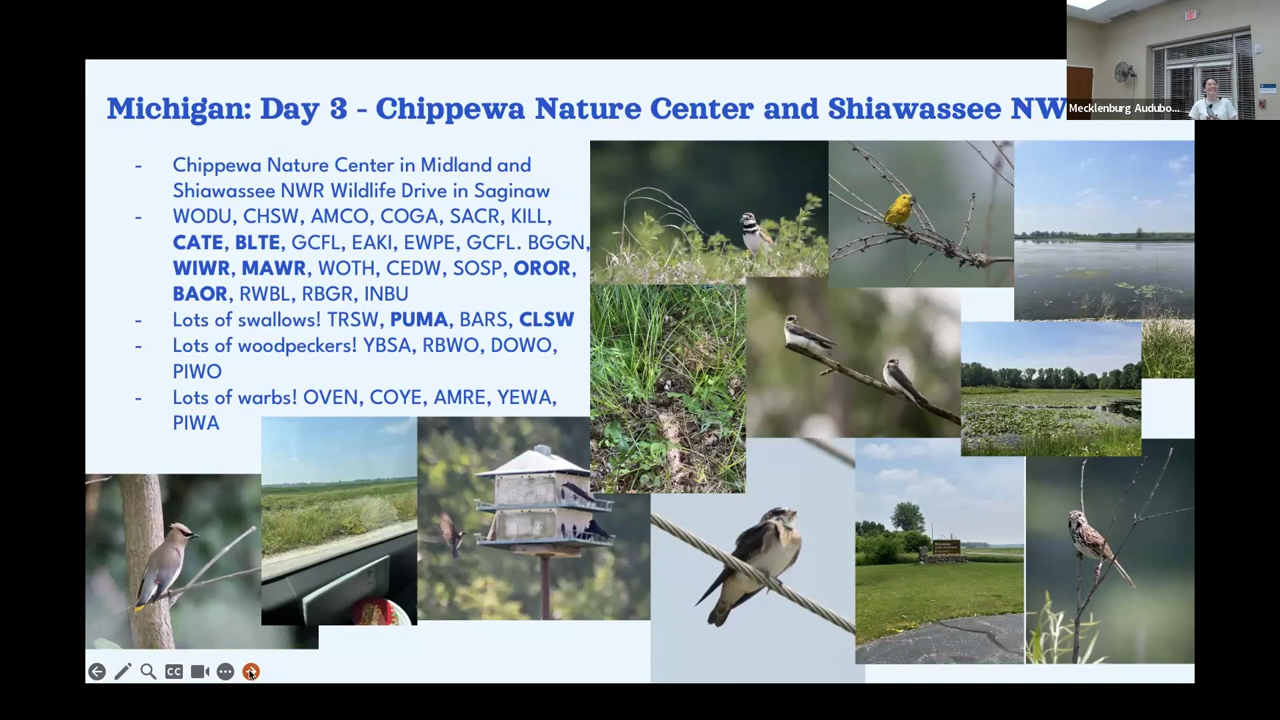 Michigan: Day 3 - Chippewa Nature Center and Shiawassee NW
Mecklenburg Audubo...
- Chippewa Nature Center in Midland and
Shiawassee NWR Wildlife Drive in Saginaw
- WODU, CHSW, AMCO, COGA, SACR, KILL,
CATE, BLTE, GCFL, EAKI, EWPE, GCFL. BGGN,
WIWR, MAWR, WOTH, CEDW, SOSP, OROR,
BAOR, RWBL, RBGR, INBU
- Lots of swallows! TRSW, PUMA, BARS, CLSW
- Lots of woodpeckers! YBSA, RBWO, DOWO,
PIWO
- Lots of warbs! OVEN, COYE, AMRE, YEWA,
PIWA
CC